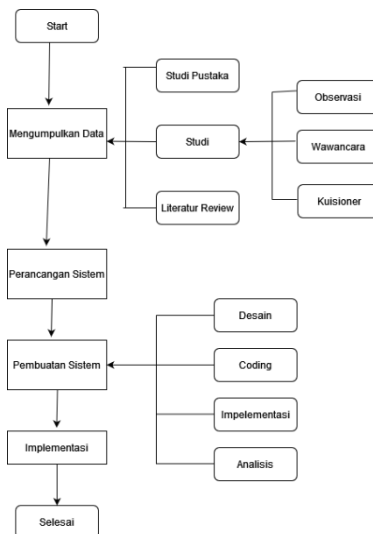 Start
Studi Pustaka
Observasi
Mengumpulkan Data
Studi
Wawancara
Literatur Review
Kuisioner
Perancangan Sistem
Desain
Pembuatan Sistem
Coding
Impelementasi
Implementasi
Analisis
Selesai